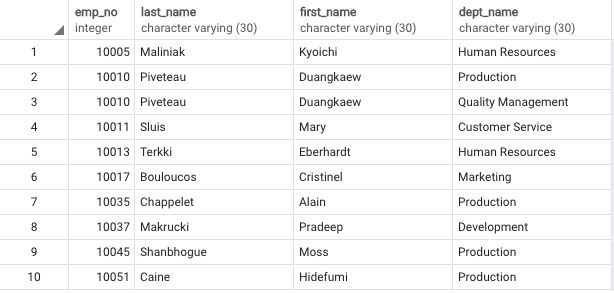 emp_no last_name first_name dept_name
integer character varying (30) character varying (30) character varying (30)
1 10005 Maliniak Kyoichi Human Resources
2 10010 Piveteau Duangkaew Production
3 10010 Piveteau Duangkaew Quality Management
4 10011 Sluis Mary Customer Service
5 10013 Terkki Eberhardt Human Resources
6 10017 Bouloucos Cristinel Marketing
7 10035 Chappelet Alain Production
8 10037 Makrucki Pradeep Development
9 10045 Shanbhogue Moss Production
10 10051 Caine Hidefumi Production